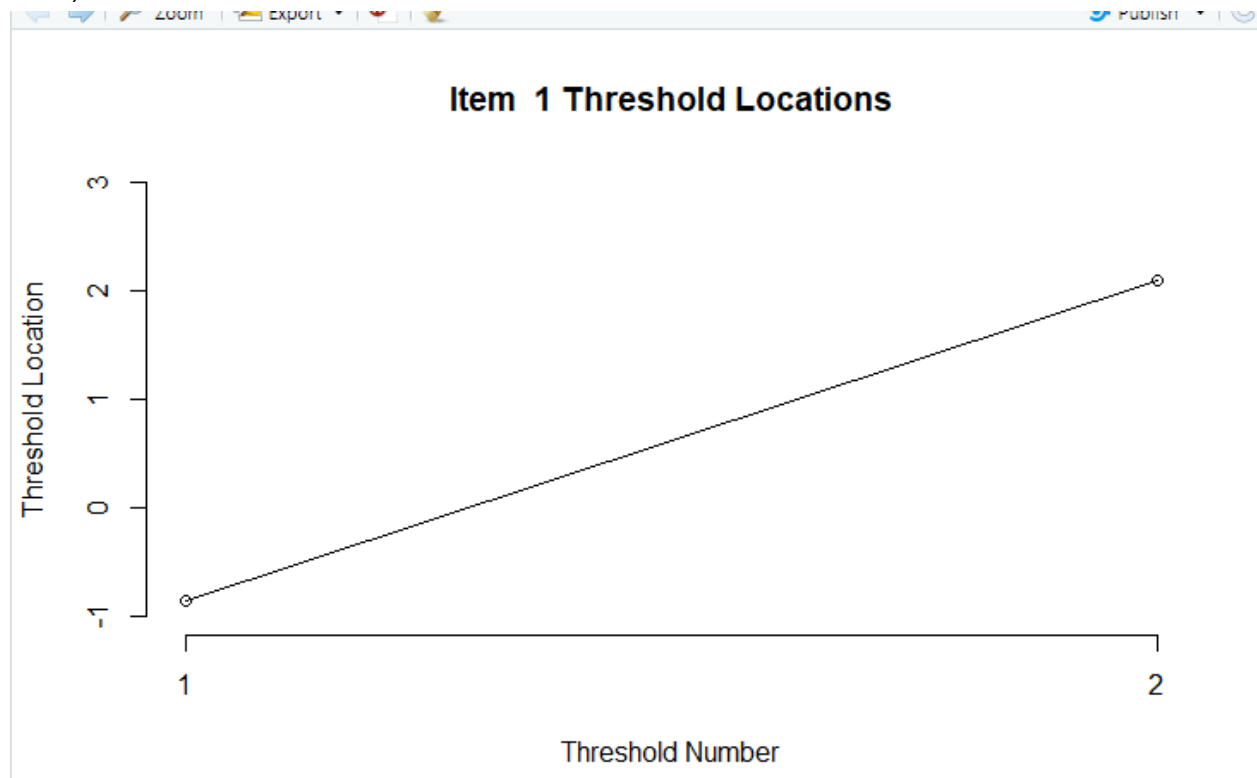 Zoom Export Publish
Item 1 Threshold Locations
3
2
1
0
-1
Threshold Location
1 2
Threshold Number